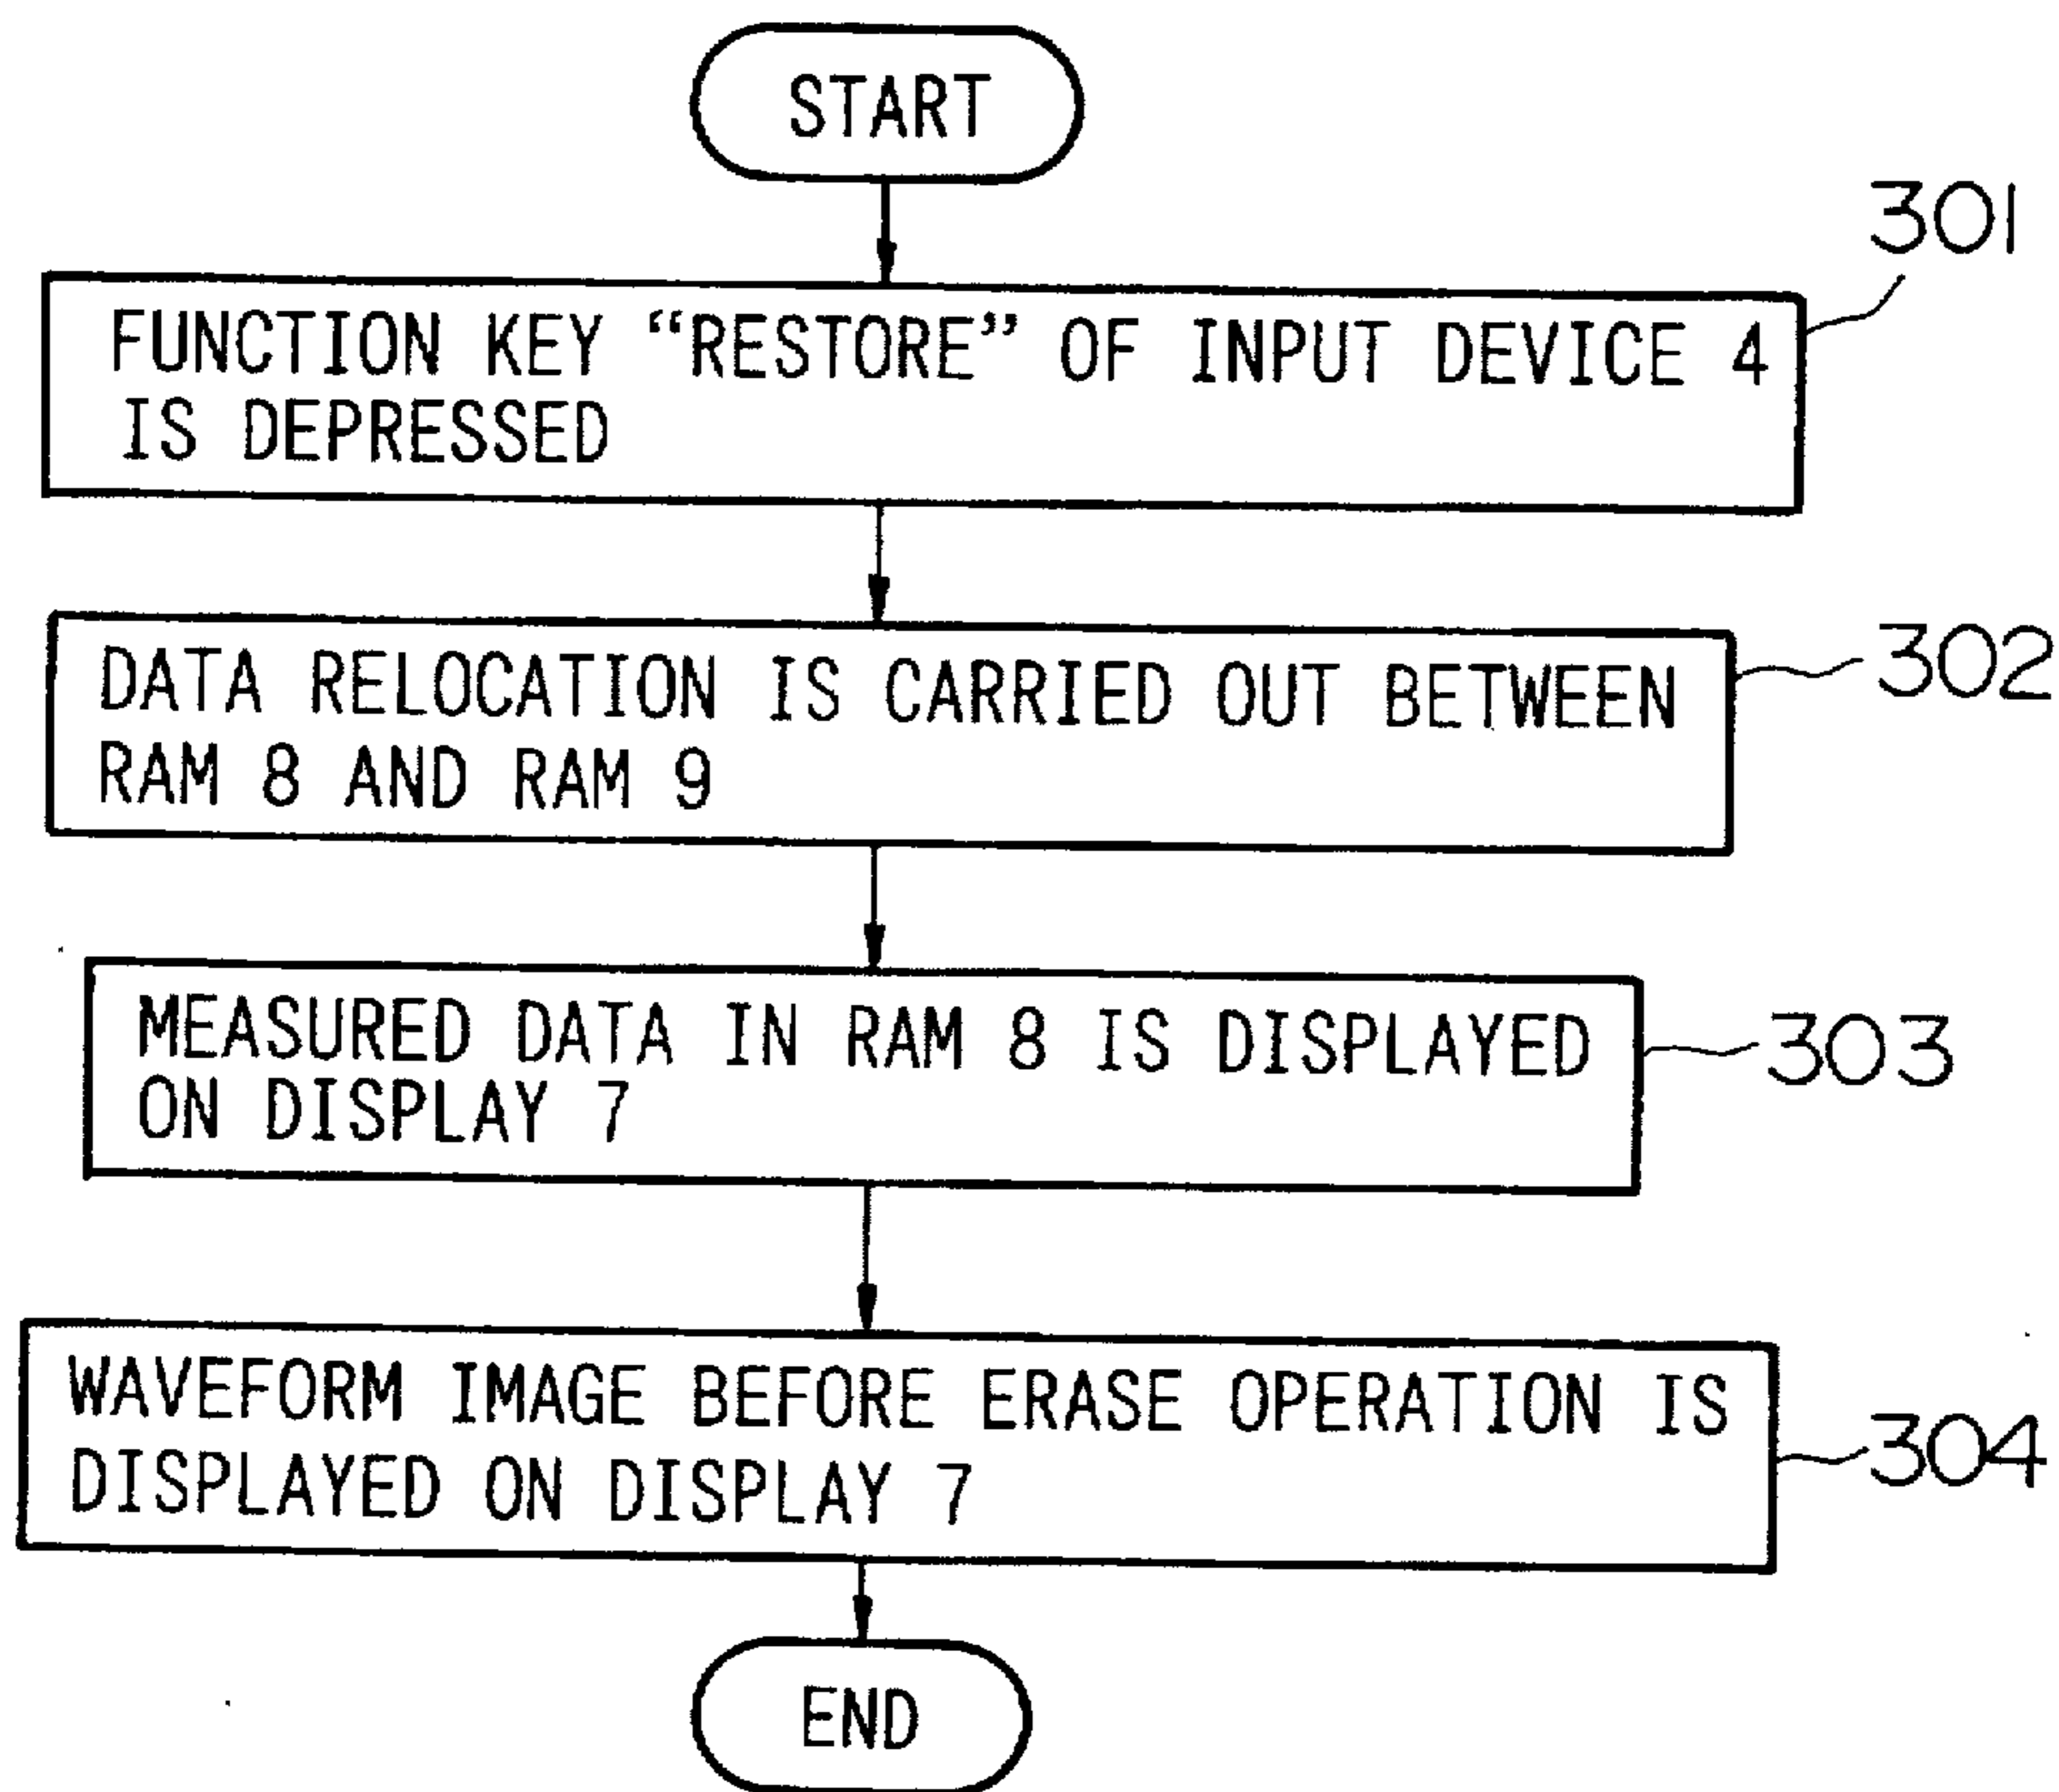 START
301
FUNCTION KEY “RESTORE” OF INPUT DEVICE 4
IS DEPRESSED
302
DATA RELOCATION IS CARRIED OUT BETWEEN
RAM 8 AND RAM 9
303
MEASURED DATA IN RAM 8 IS DISPLAYED
ON DISPLAY 7
304
WAVEFORM IMAGE BEFORE ERASE OPERATION IS
DISPLAYED ON DISPLAY 7
END